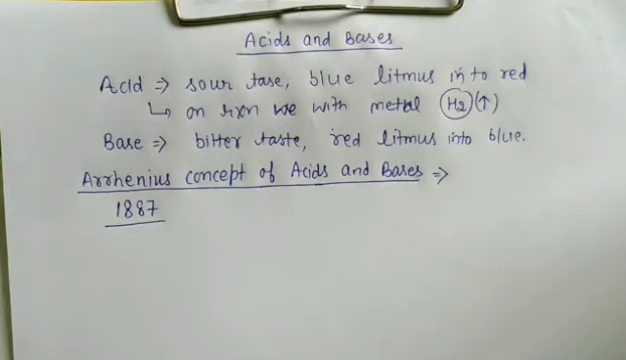 Acids and Bases
Acid => sour tase, blue litmus in to red
↳ on rxn we with metal H2(↑)
Base => bitter taste, red litmus into blue.
Arrhenius concept of Acids and Bases =>
1887